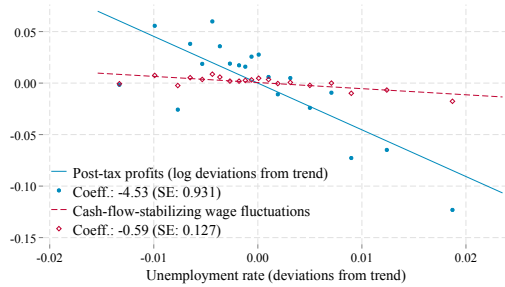 0.05
0.00
-0.05
-0.10
-0.15
Post-tax profits (log deviations from trend)
Coeff.: -4.53 (SE: 0.931)
Cash-flow-stabilizing wage fluctuations
Coeff.: -0.59 (SE: 0.127)
-0.02 -0.01 0.00 0.01 0.02
Unemployment rate (deviations from trend)